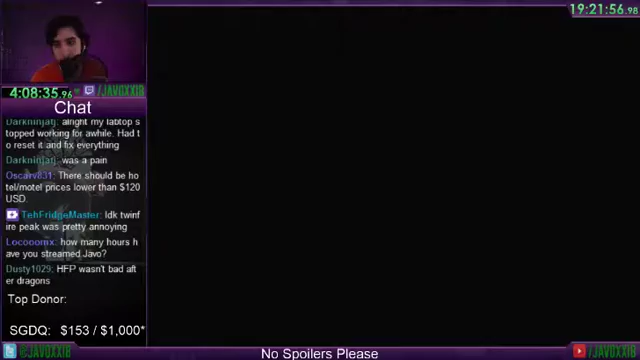 19:21:56.98
4:08:35.96
/JAVOXXIB
Chat
Darkninjatj: alright my labtop s
topped working for awhile. Had t
o reset it and fix everything
Darkninjatj: was a pain
Oscarv831: There should be ho
tel/motel prices lower than $120
USD.
TehFridgeMaster: Idk twinf
ire peak was pretty annoying
Locooomx: how many hours h
ave you streamed Javo?
Dusty1029: HFP wasn't bad aft
er dragons
Top Donor:
SGDQ: $153 / $1,000*
@JAVOXXIB
No Spoilers Please
/JAVOXXIB